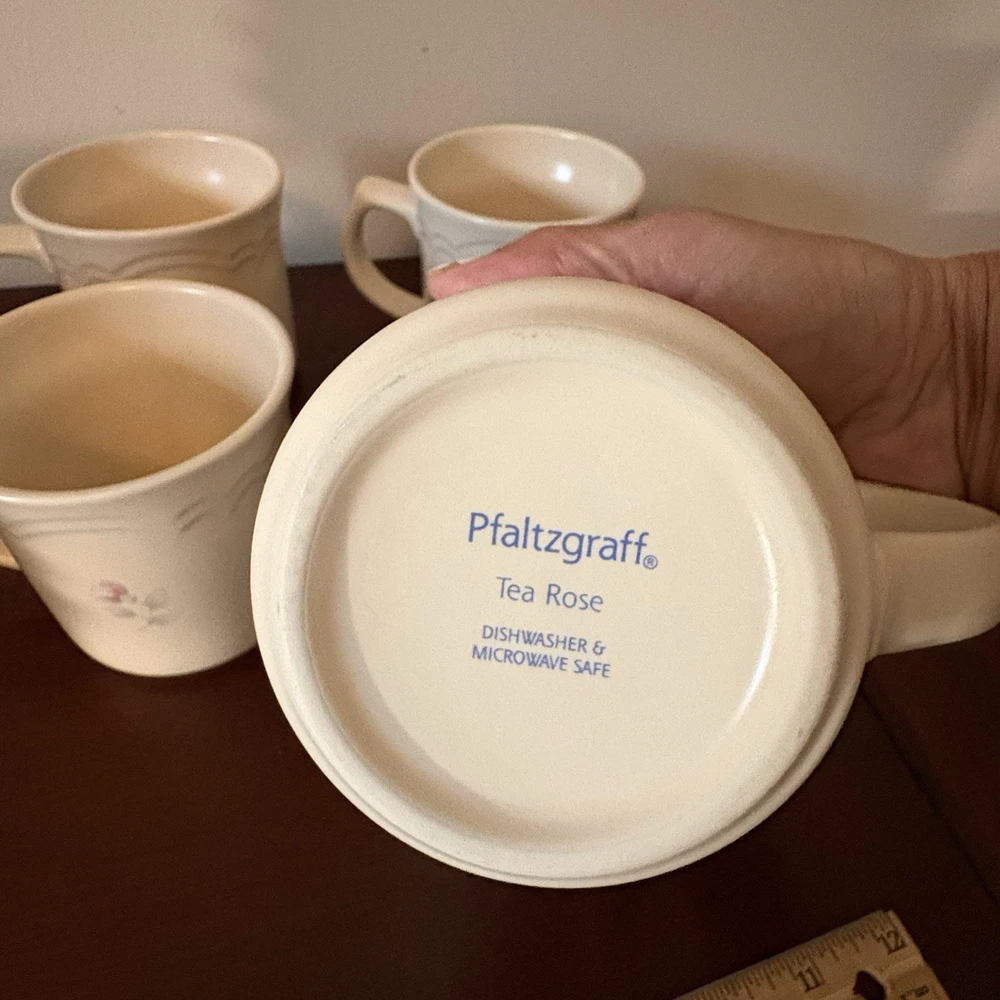 Pfaltzgraff®
Tea Rose
DISHWASHER &
MICROWAVE SAFE
11 12